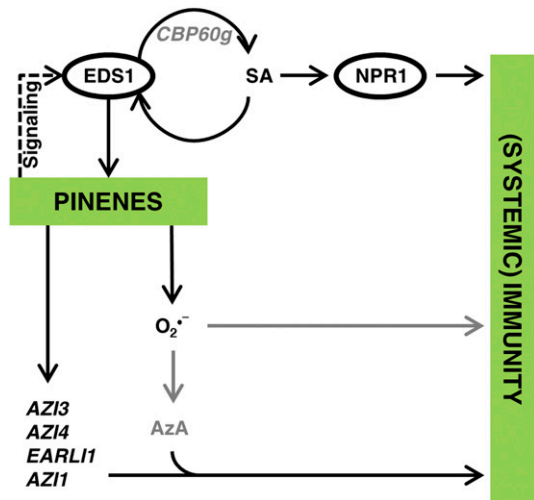 CBP60g
EDS1
SA
NPR1
Signaling
PINENES
(SYSTEMIC) IMMUNITY
O₂•⁻
AZI3
AZI4
EARLI1
AZI1
AzA